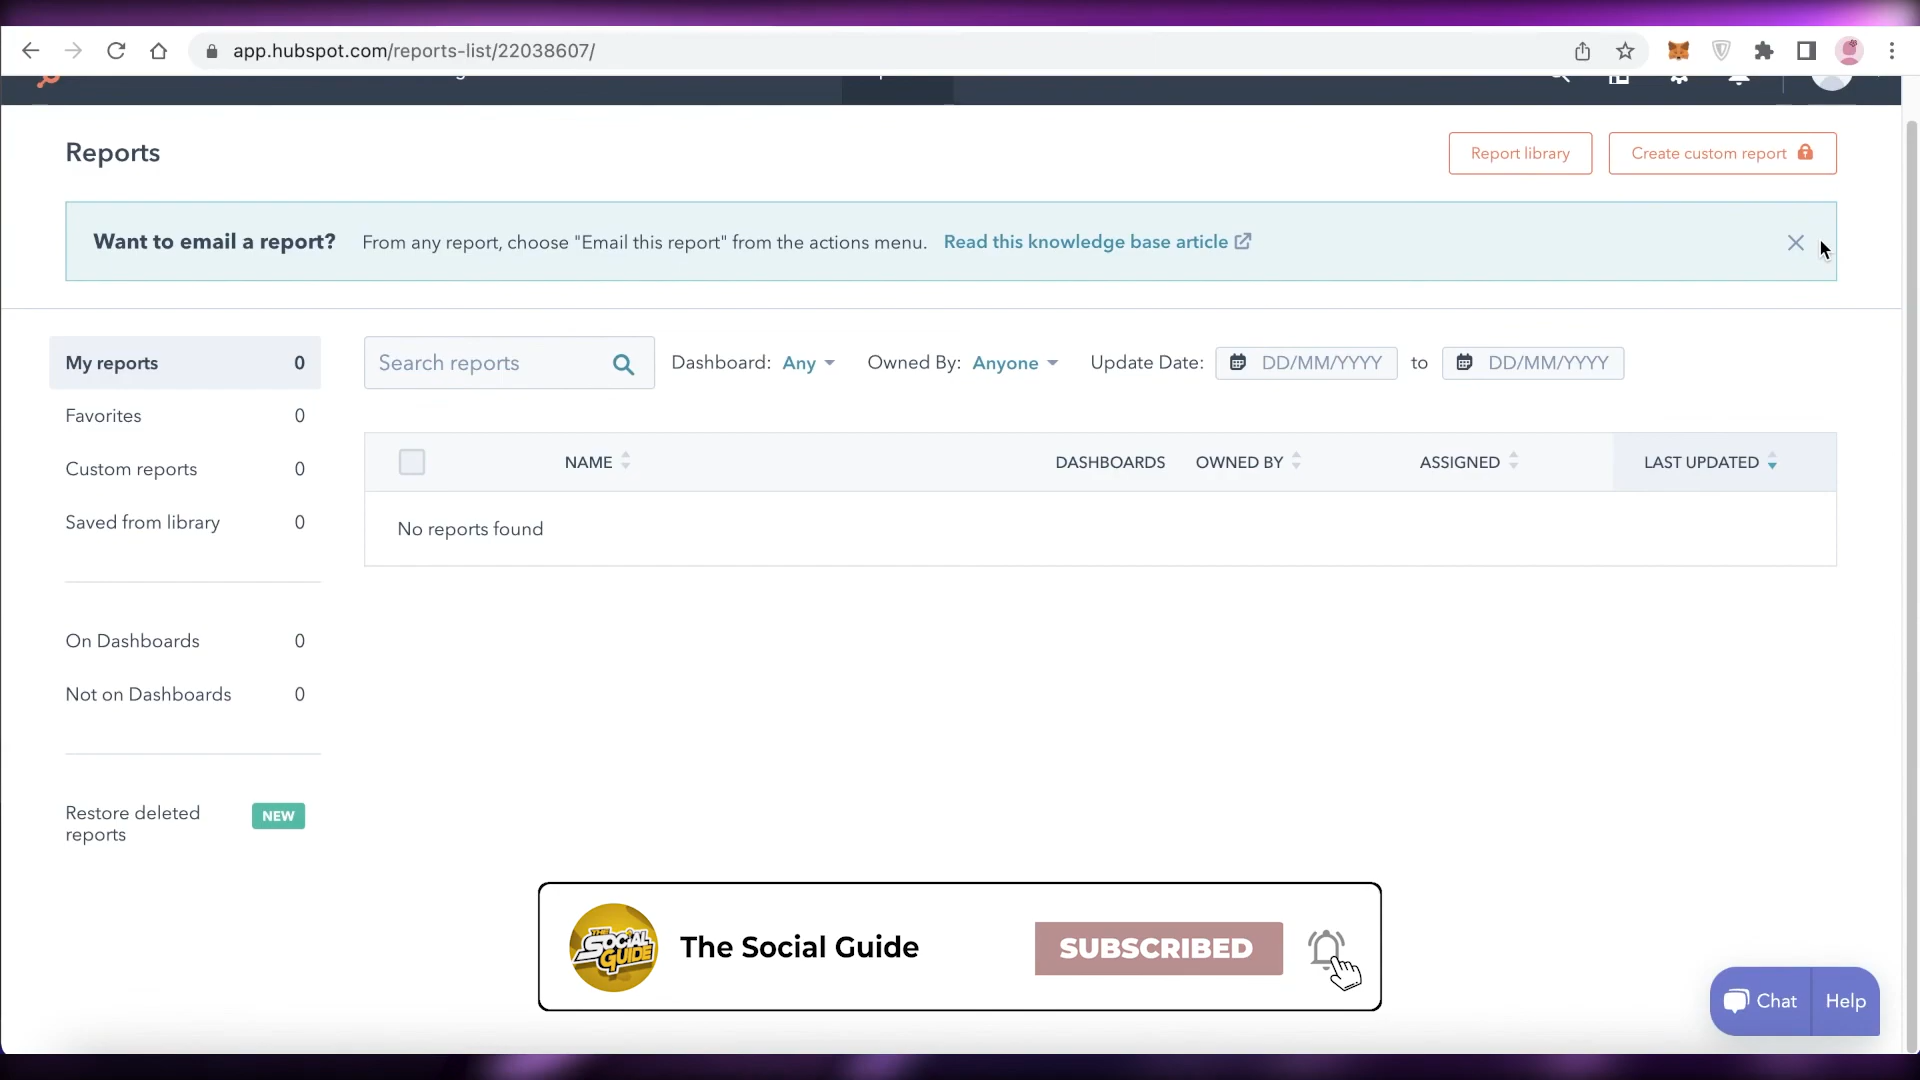 app.hubspot.com/reports-list/22038607/
Reports
Report library
Create custom report
Want to email a report? From any report, choose "Email this report" from the actions menu. Read this knowledge base article
My reports 0
Favorites 0
Custom reports 0
Saved from library 0
On Dashboards 0
Not on Dashboards 0
Restore deleted
reports
NEW
Search reports
Dashboard: Any
Owned By: Anyone
Update Date: DD/MM/YYYY to DD/MM/YYYY
NAME DASHBOARDS OWNED BY ASSIGNED LAST UPDATED
No reports found
THE
SOCIAL
GUIDE
The Social Guide
SUBSCRIBED
Chat
Help